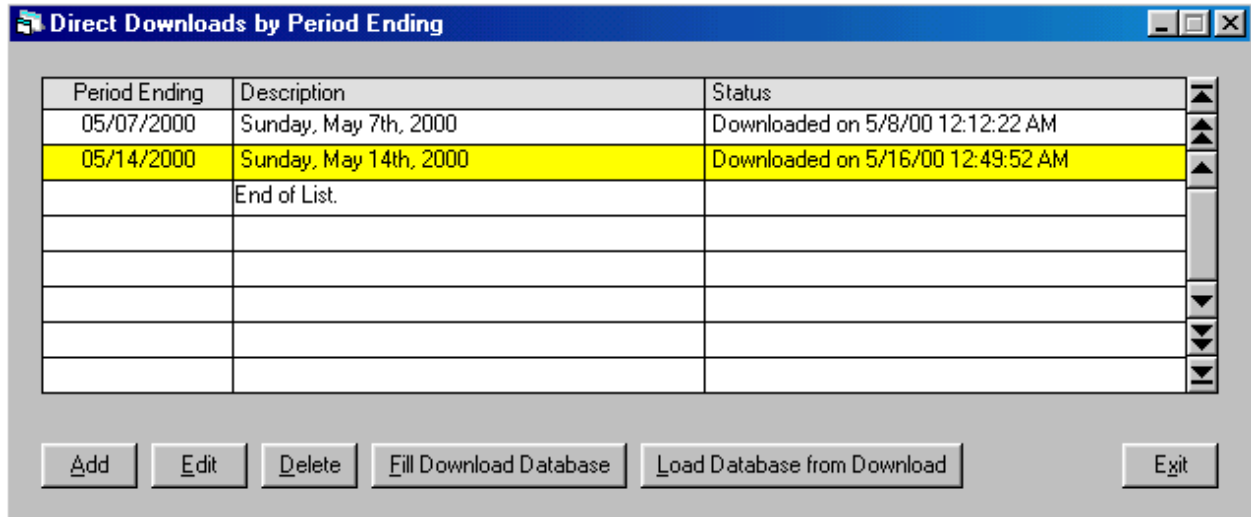 Direct Downloads by Period Ending
Period Ending Description Status
05/07/2000 Sunday, May 7th, 2000 Downloaded on 5/8/00 12:12:22 AM
05/14/2000 Sunday, May 14th, 2000 Downloaded on 5/16/00 12:49:52 AM
End of List.
Add Edit Delete Fill Download Database Load Database from Download Exit